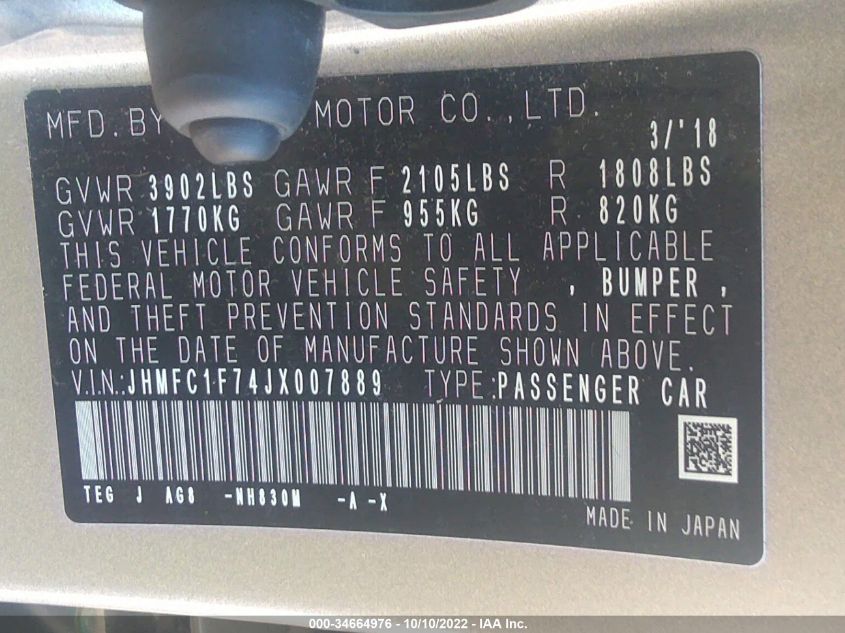 MFD.BY MOTOR CO.,LTD.
3/'18
GVWR 3902LBS GAWR F 2105LBS R 1808LBS
GVWR 1770KG GAWR F 955KG R 820KG
THIS VEHICLE CONFORMS TO ALL APPLICABLE
FEDERAL MOTOR VEHICLE SAFETY , BUMPER ,
AND THEFT PREVENTION STANDARDS IN EFFECT
ON THE DATE OF MANUFACTURE SHOWN ABOVE.
V.I.N.:JHMFC1F74JX007889 TYPE:PASSENGER CAR
TEG J AG8 -NH830M -A -X
MADE IN JAPAN
000-34664976 - 10/10/2022 - IAA Inc.